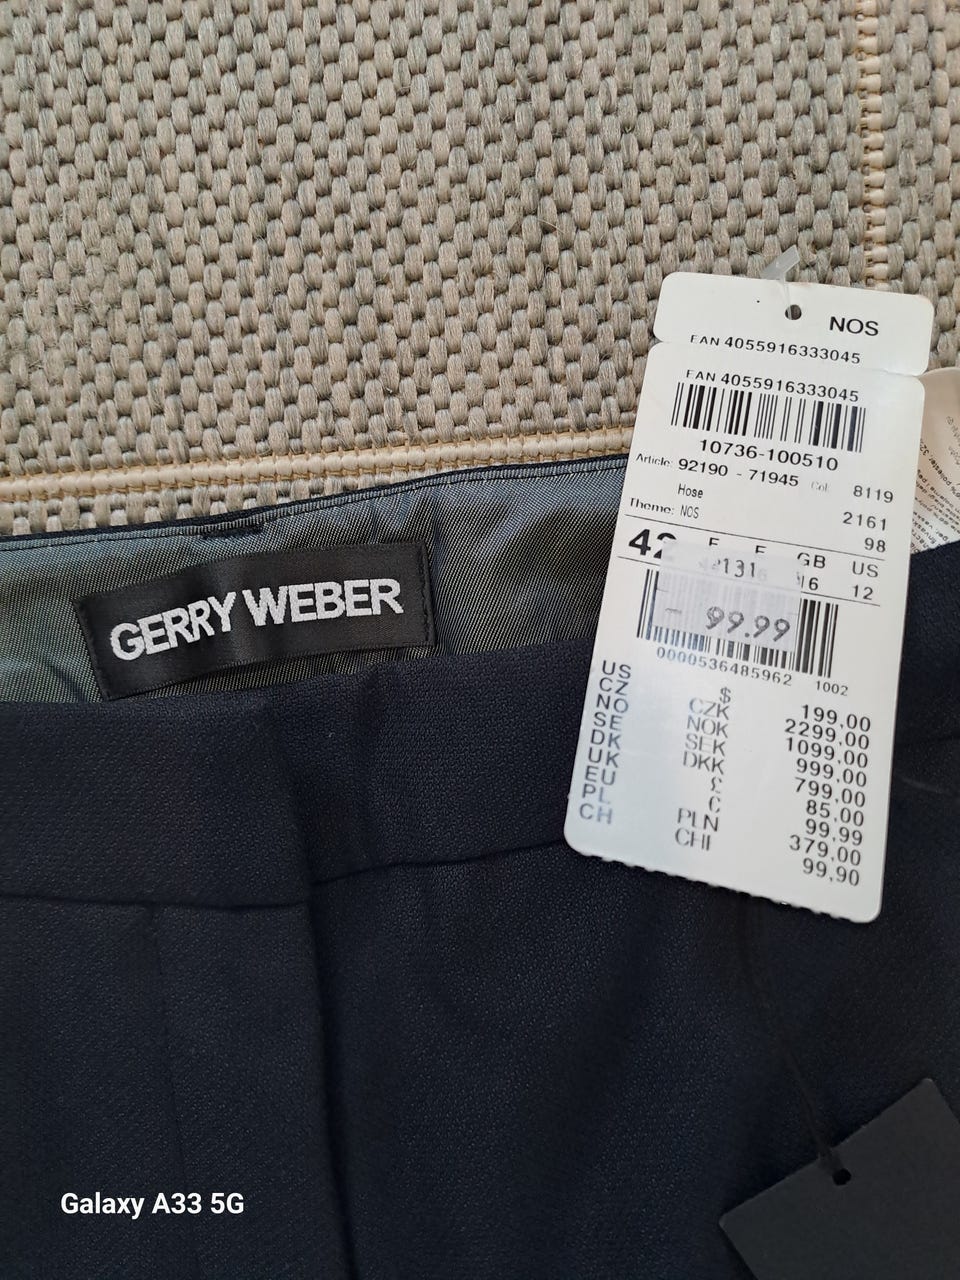 NOS
EAN 4055916333045
EAN 4055916333045
10736-100510
Article: 92190 - 71945 Col: 8119
Hose 2161
Theme: NOS 98
42 F GB US
131 16 12
99.99
0000536485962 1002
US $ 199,00
CZ CZK 2299,00
NO NOK 1099,00
SE SEK 999,00
DK DKK 799,00
UK £ 85,00
EU 99,99
PL PLN 379,00
CH CHF 99,90
GERRY WEBER
Galaxy A33 5G